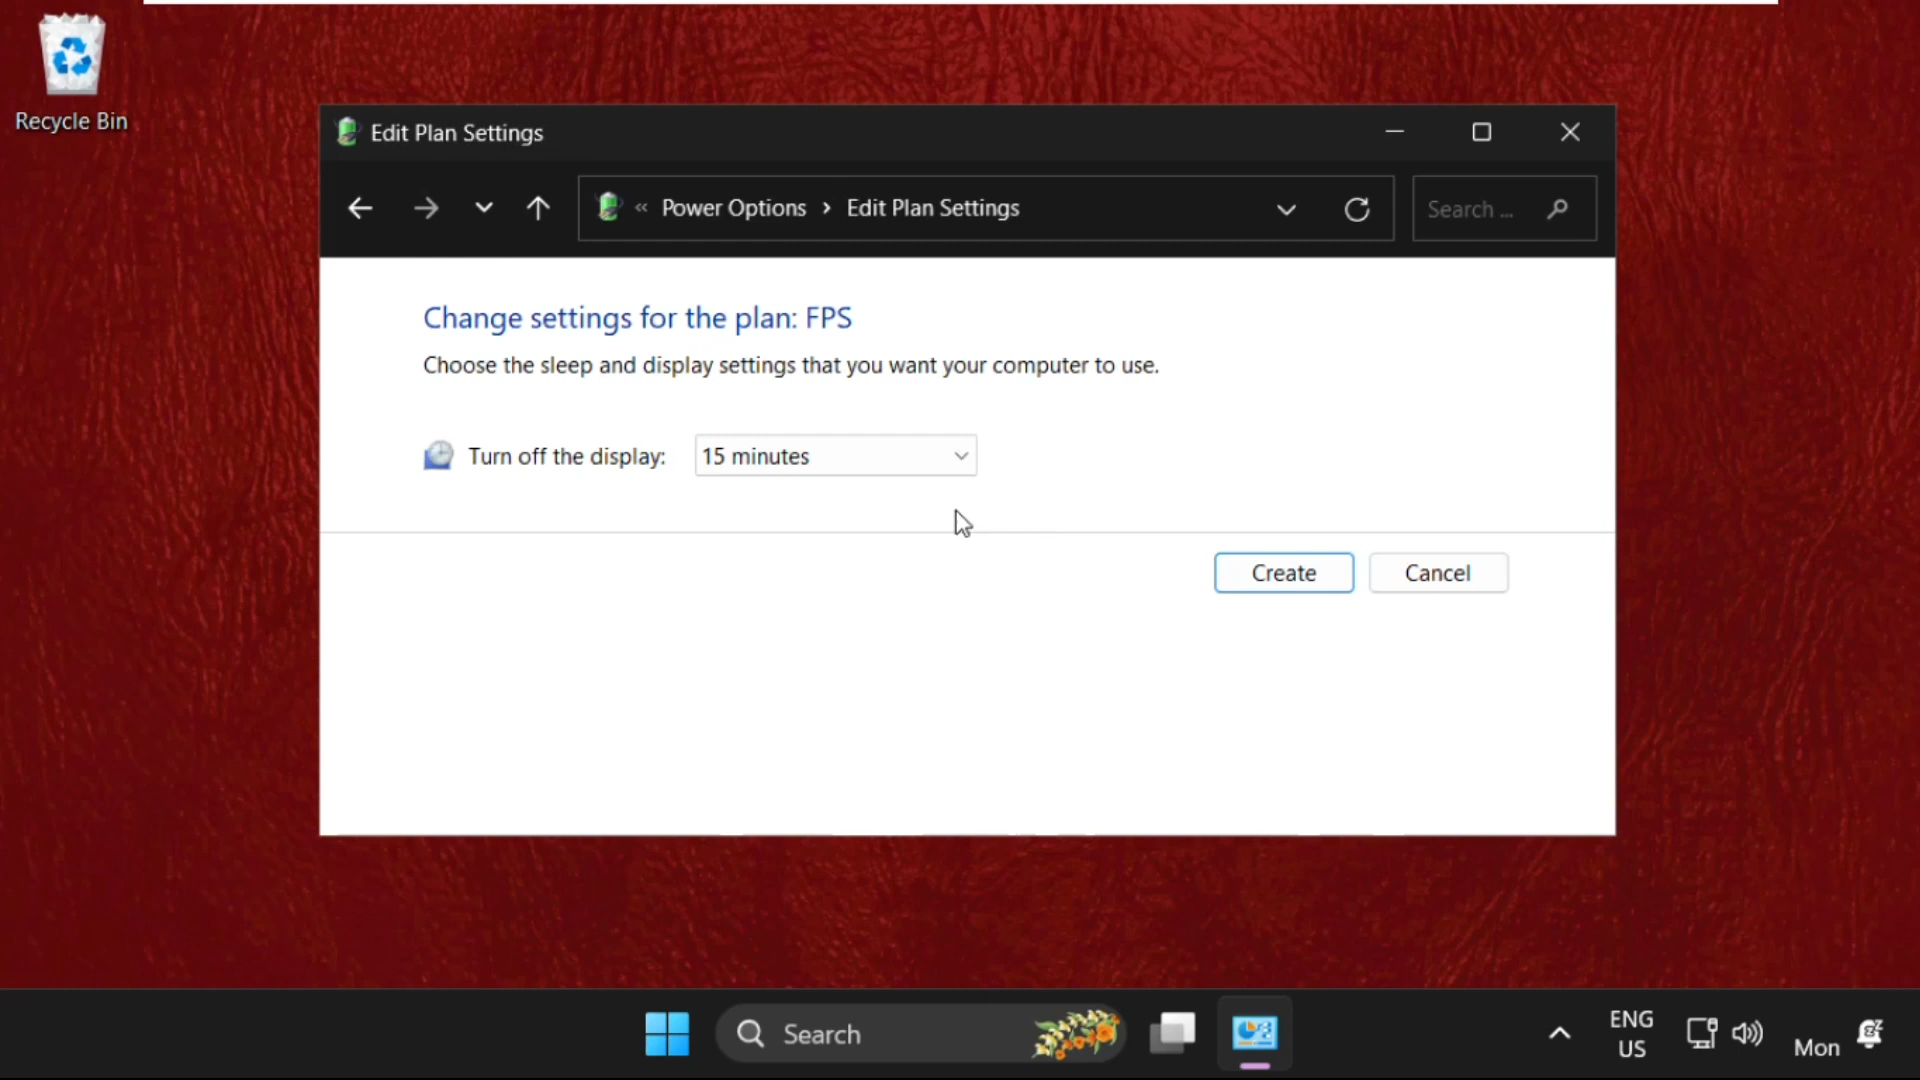 Recycle Bin
Edit Plan Settings
« Power Options › Edit Plan Settings
Search ...
Change settings for the plan: FPS
Choose the sleep and display settings that you want your computer to use.
Turn off the display: 15 minutes
Create Cancel
Search
ENG
US
Mon